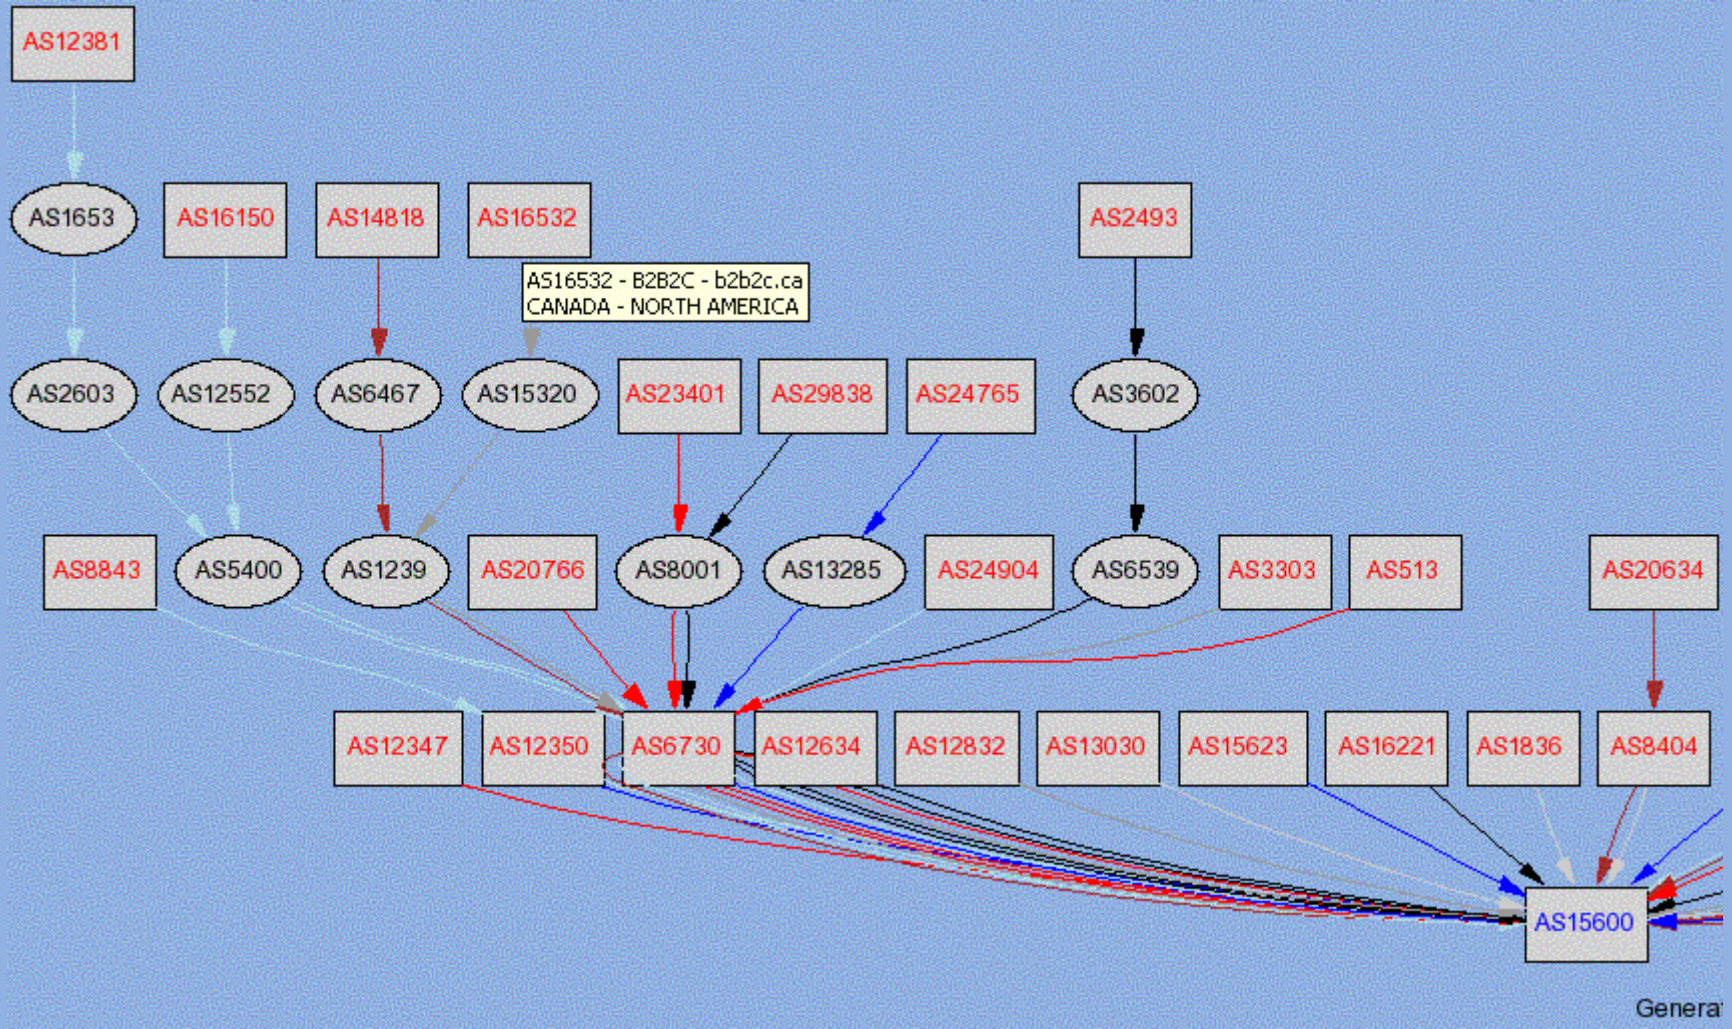 AS12381
AS1653
AS16150
AS14818
AS16532
AS2493
AS16532 - B2B2C - b2b2c.ca
CANADA - NORTH AMERICA
AS2603
AS12552
AS6467
AS15320
AS23401
AS29838
AS24765
AS3602
AS8843
AS5400
AS1239
AS20766
AS8001
AS13285
AS24904
AS6539
AS3303
AS513
AS20634
AS12347
AS12350
AS6730
AS12634
AS12832
AS13030
AS15623
AS16221
AS1836
AS8404
AS15600